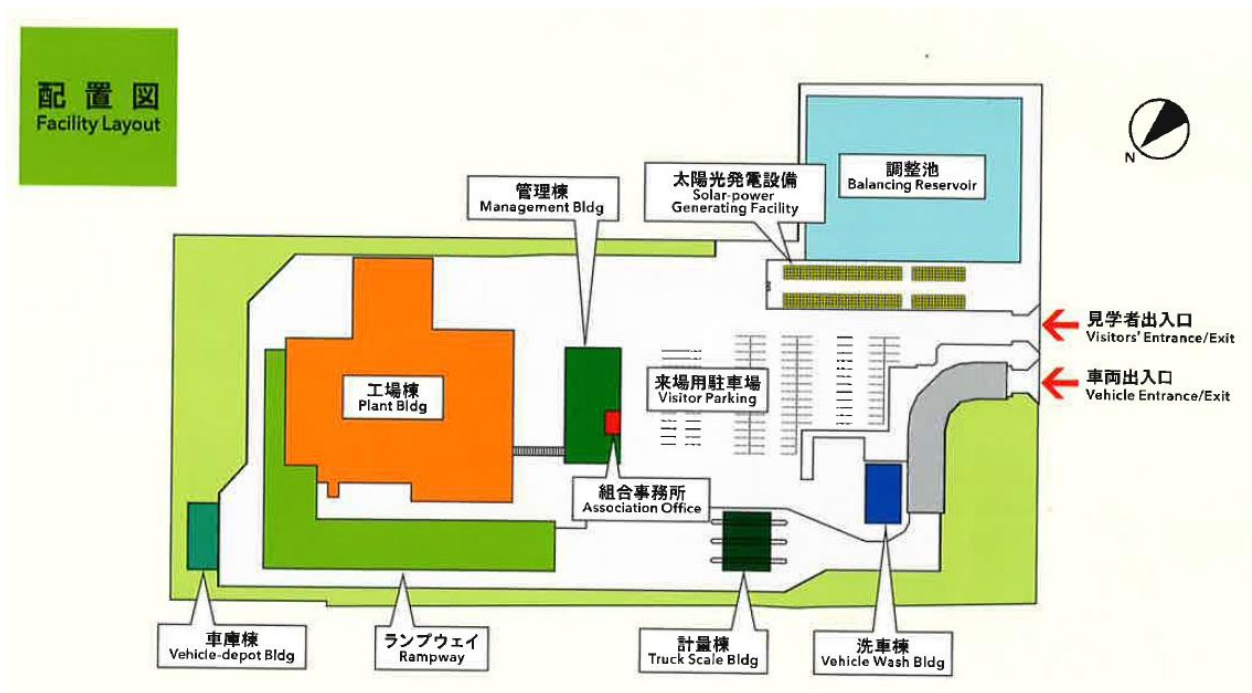 配置図
Facility Layout
N
調整池
Balancing Reservoir
太陽光発電設備
Solar-power
Generating Facility
管理棟
Management Bldg
見学者出入口
Visitors' Entrance/Exit
車両出入口
Vehicle Entrance/Exit
工場棟
Plant Bldg
来場用駐車場
Visitor Parking
組合事務所
Association Office
車庫棟
Vehicle-depot Bldg
ランプウェイ
Rampway
計量棟
Truck Scale Bldg
洗車棟
Vehicle Wash Bldg